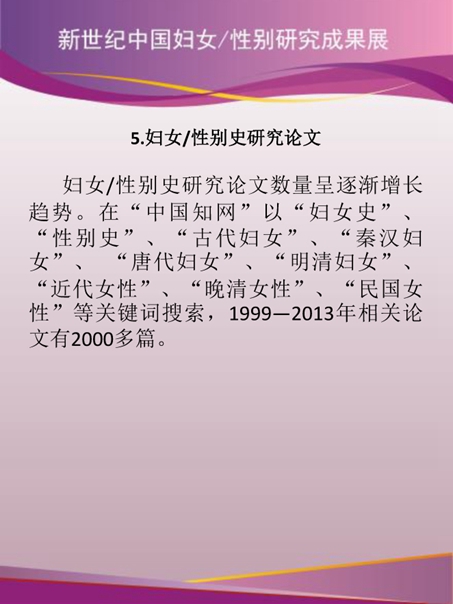 新世纪中国妇女/性别研究成果展
5.妇女/性别史研究论文
妇女/性别史研究论文数量呈逐渐增长
趋势。在“中国知网”以“妇女史”、
“性别史”、“古代妇女”、“秦汉妇
女”、 “唐代妇女”、“明清妇女”、
“近代女性”、“晚清女性”、“民国女
性”等关键词搜索，1999—2013年相关论
文有2000多篇。